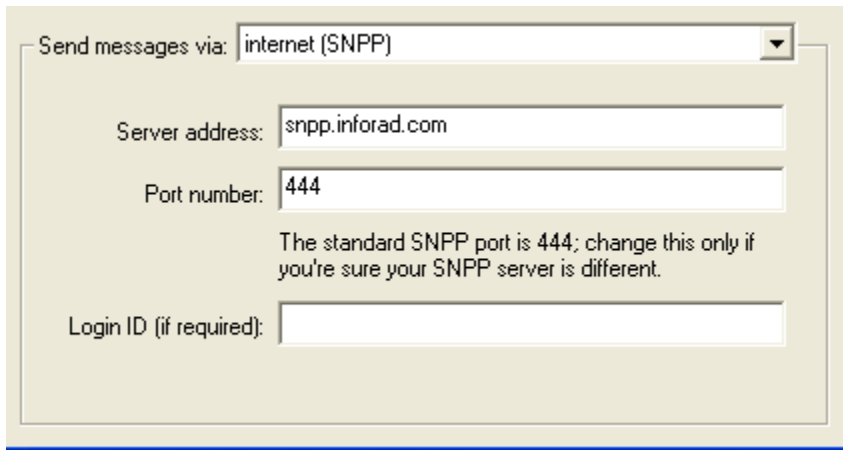 Send messages via: internet (SNPP)
Server address: snpp.inforad.com
Port number: 444
The standard SNPP port is 444; change this only if
you're sure your SNPP server is different.
Login ID (if required):